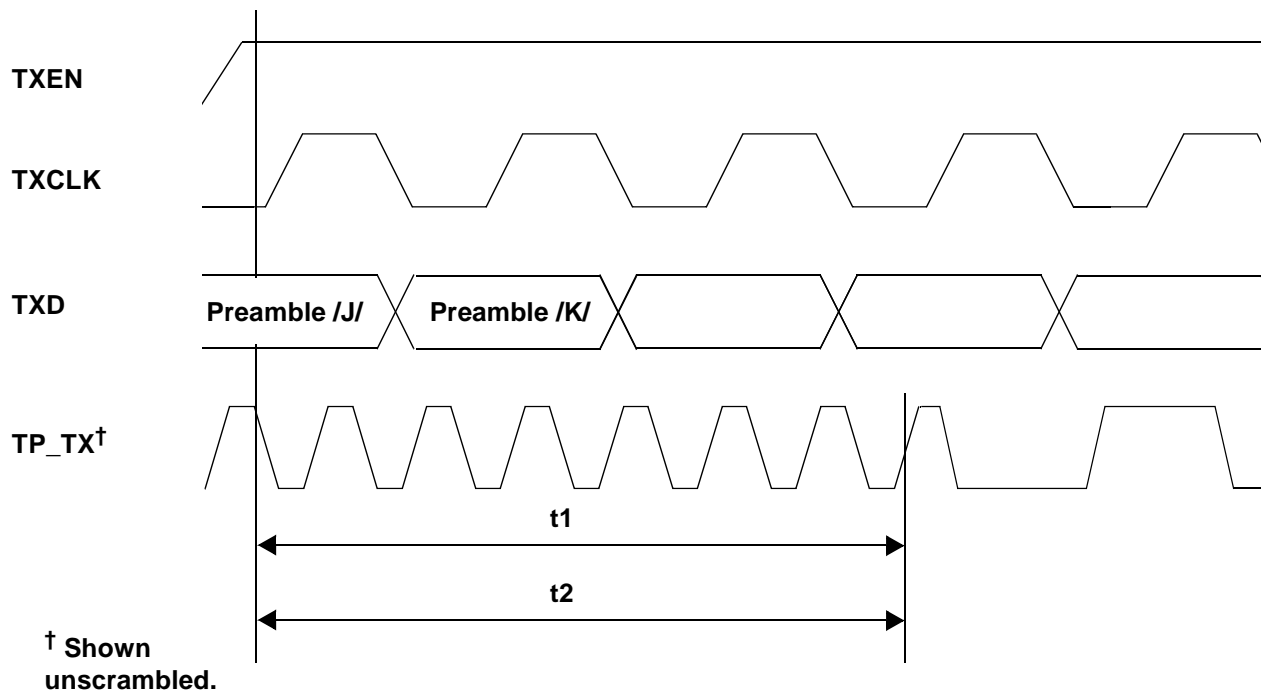 TXEN
TXCLK
TXD
Preamble /J/
Preamble /K/
TP_TX†
t1
t2
† Shown
unscrambled.